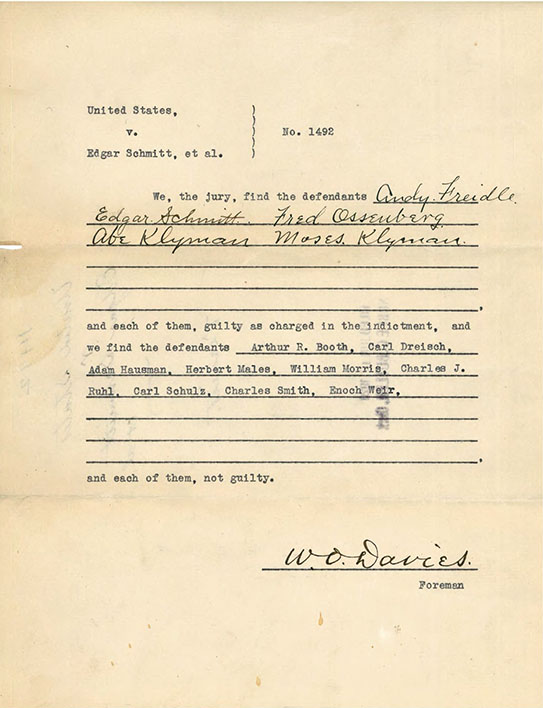 United States, )
v. ) No. 1492
Edgar Schmitt, et al. )
We, the jury, find the defendants Andy. Freidle.
Edgar. Schmitt. Fred Ossenberg.
Abe Klyman Moses. Klyman.
,
and each of them, guilty as charged in the indictment, and
we find the defendants Arthur R. Booth, Carl Dreisch,
Adam Hausman, Herbert Males, William Morris, Charles J.
Ruhl, Carl Schulz, Charles Smith, Enoch Weir,
,
and each of them, not guilty.
W. O. Davies.
Foreman